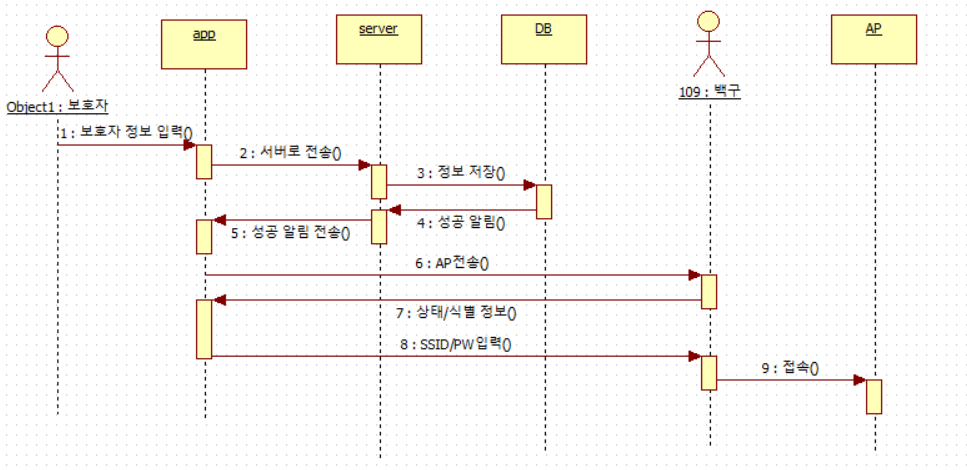 app
server
DB
AP
Object1 : 보호자
109 : 백구
1 : 보호자 정보 입력()
2 : 서버로 전송()
3 : 정보 저장()
4 : 성공 알림()
5 : 성공 알림 전송()
6 : AP전송()
7 : 상태/식별 정보()
8 : SSID/PW입력()
9 : 접속()